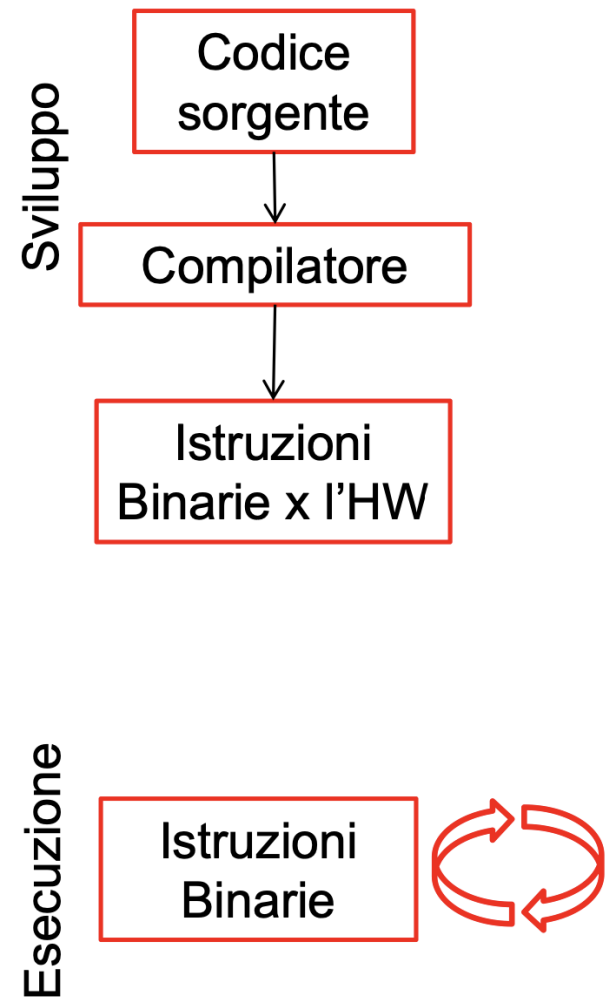 Sviluppo
Codice
sorgente
Compilatore
Istruzioni
Binarie x l'HW
Esecuzione
Istruzioni
Binarie